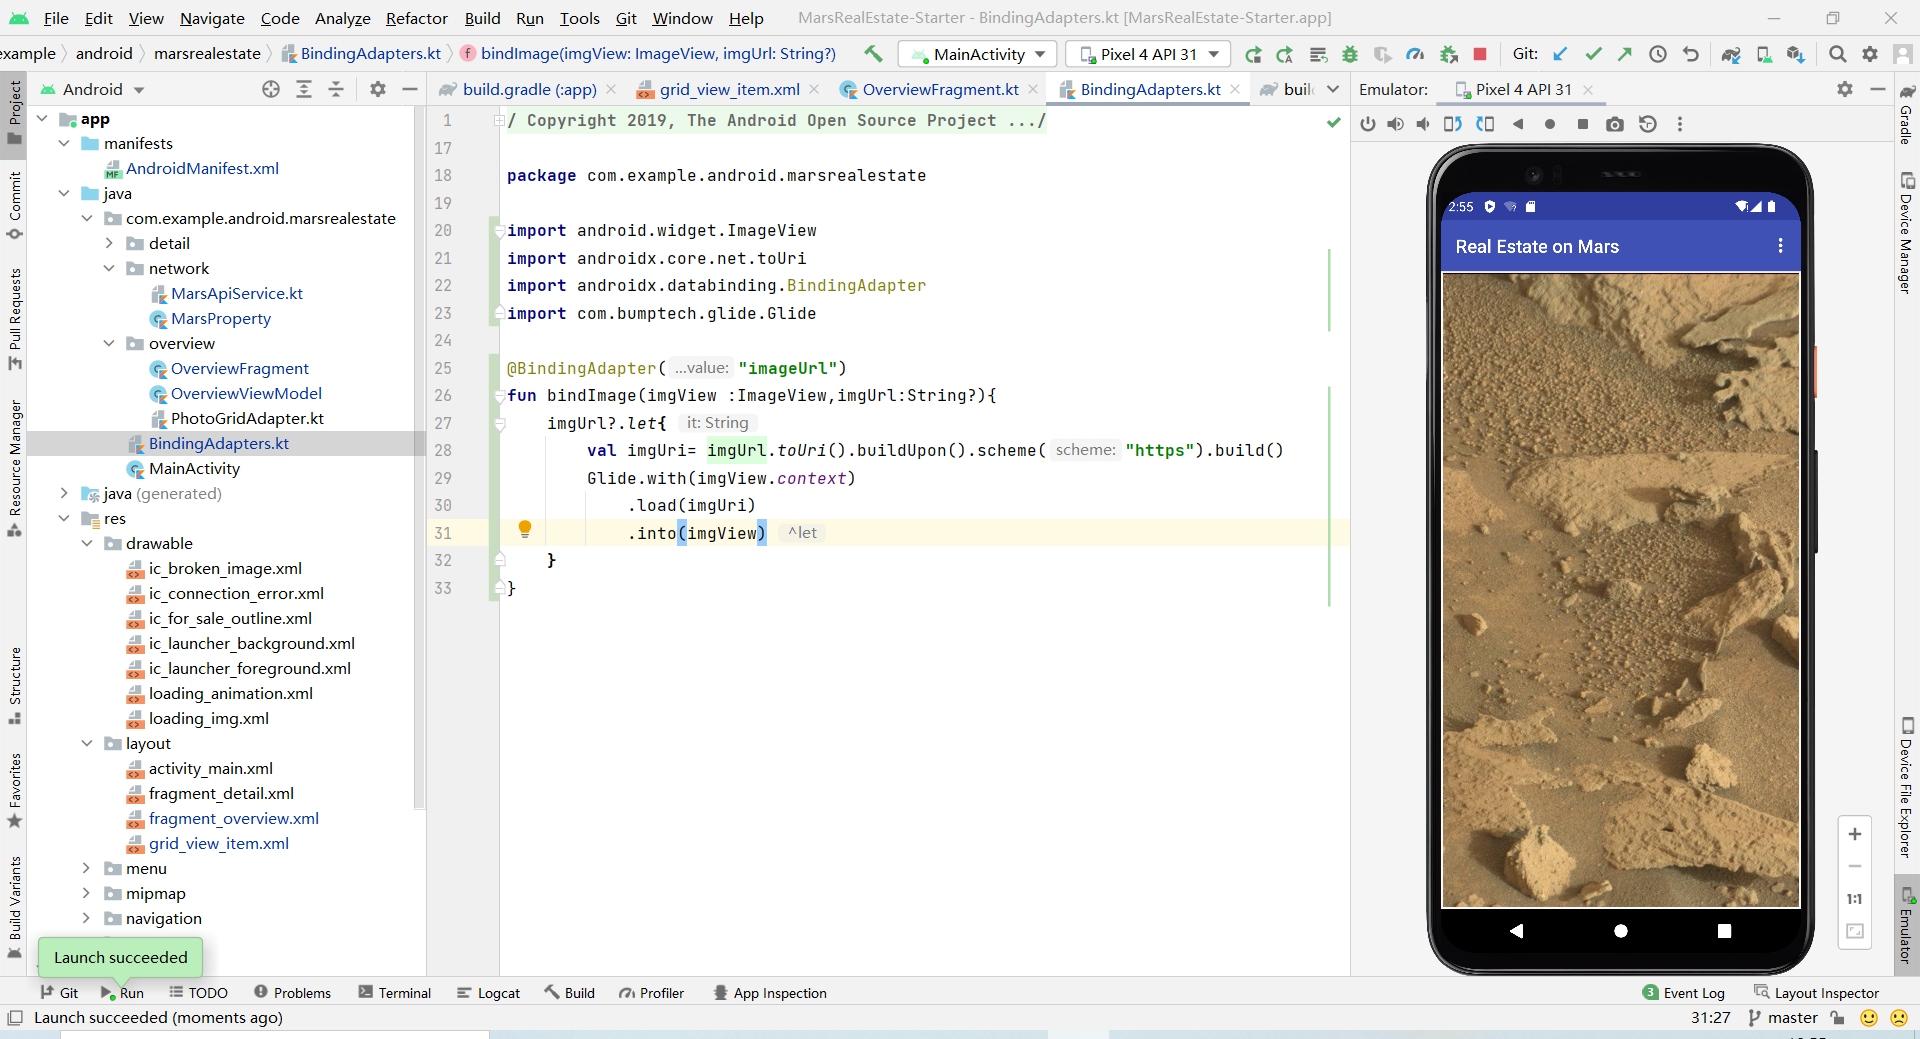 File Edit View Navigate Code Analyze Refactor Build Run Tools Git Window Help MarsRealEstate-Starter - BindingAdapters.kt [MarsRealEstate-Starter.app]
example android marsrealestate BindingAdapters.kt bindImage(imgView: ImageView, imgUrl: String?) MainActivity Pixel 4 API 31 Git:
Android
build.gradle (:app) grid_view_item.xml OverviewFragment.kt BindingAdapters.kt
Emulator: Pixel 4 API 31
Project
Commit
Pull Requests
Resource Manager
Structure
Favorites
Build Variants
app
manifests
AndroidManifest.xml
java
com.example.android.marsrealestate
detail
network
MarsApiService.kt
MarsProperty
overview
OverviewFragment
OverviewViewModel
PhotoGridAdapter.kt
BindingAdapters.kt
MainActivity
java (generated)
res
drawable
ic_broken_image.xml
ic_connection_error.xml
ic_for_sale_outline.xml
ic_launcher_background.xml
ic_launcher_foreground.xml
loading_animation.xml
loading_img.xml
layout
activity_main.xml
fragment_detail.xml
fragment_overview.xml
grid_view_item.xml
menu
mipmap
navigation
Launch succeeded
1 / Copyright 2019, The Android Open Source Project .../
17
18 package com.example.android.marsrealestate
19
20 import android.widget.ImageView
21 import androidx.core.net.toUri
22 import androidx.databinding.BindingAdapter
23 import com.bumptech.glide.Glide
24
25 @BindingAdapter( ...value: "imageUrl")
26 fun bindImage(imgView :ImageView,imgUrl:String?){
27 imgUrl?.let{ it: String
28 val imgUri= imgUrl.toUri().buildUpon().scheme( scheme: "https").build()
29 Glide.with(imgView.context)
30 .load(imgUri)
31 .into(imgView) ^let
32 }
33 }
2:55
Real Estate on Mars
1:1
Gradle
Device Manager
Device File Explorer
Emulator
Git Run TODO Problems Terminal Logcat Build Profiler App Inspection 3 Event Log Layout Inspector
Launch succeeded (moments ago) 31:27 master